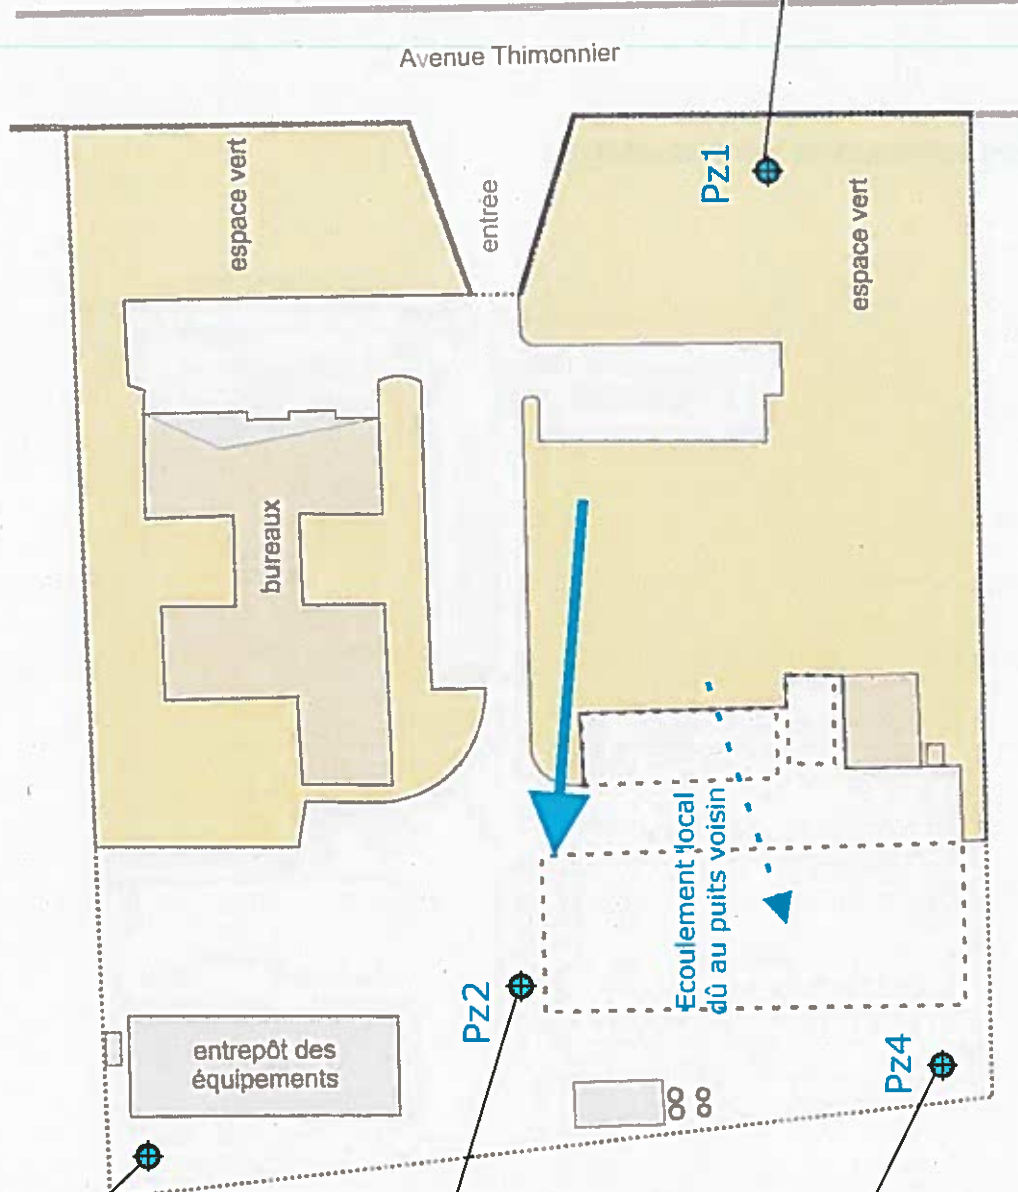 Avenue Thimonnier
espace vert
entrée
Pz1
espace vert
bureaux
Ecoulement local
dû au puits voisin
Pz2
entrepôt des
équipements
Pz4